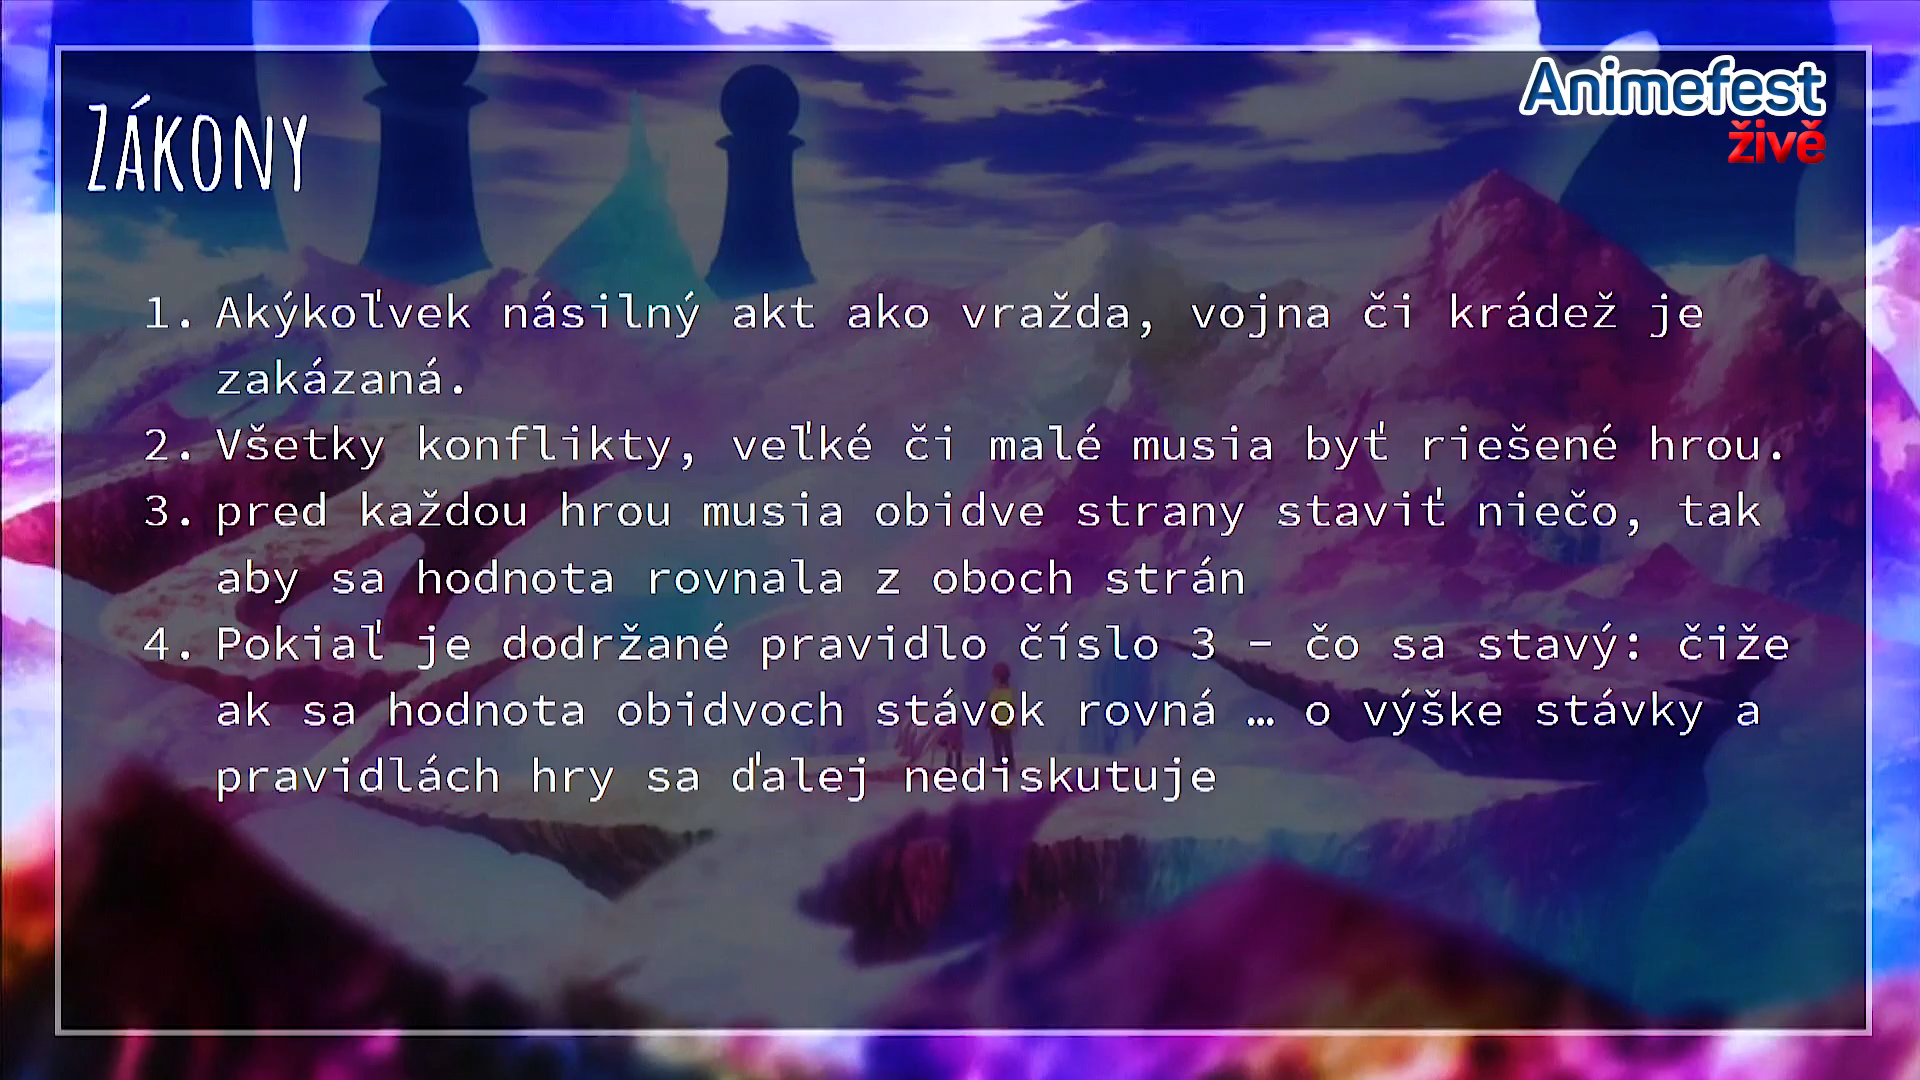 Animefest
živě
ZÁKONY
1. Akýkoľvek násilný akt ako vražda, vojna či krádež je
zakázaná.
2. Všetky konflikty, veľké či malé musia byť riešené hrou.
3. pred každou hrou musia obidve strany staviť niečo, tak
aby sa hodnota rovnala z oboch strán
4. Pokiaľ je dodržané pravidlo číslo 3 – čo sa stavý: čiže
ak sa hodnota obidvoch stávok rovná … o výške stávky a
pravidlách hry sa ďalej nediskutuje